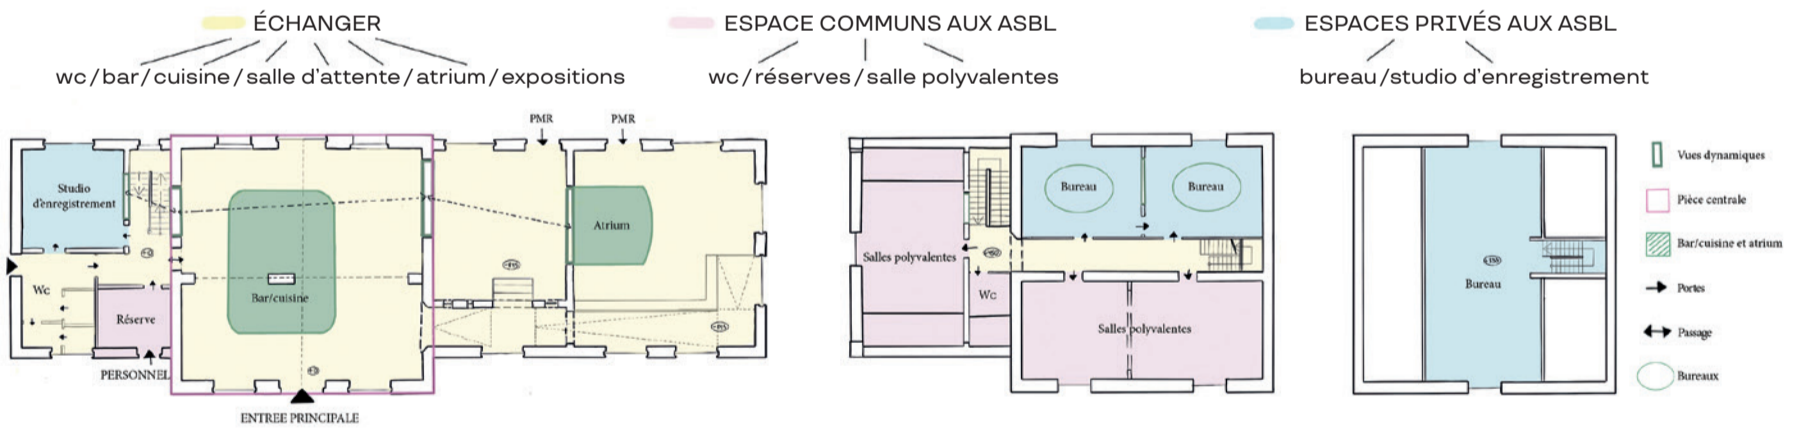 ÉCHANGER
wc/bar/cuisine/salle d'attente/atrium/expositions
ESPACE COMMUNS AUX ASBL
wc/réserves/salle polyvalentes
ESPACES PRIVÉS AUX ASBL
bureau/studio d'enregistrement
PMR
PMR
Studio
d'enregistrement
Atrium
Wc
Bar/cuisine
Réserve
PERSONNEL
ENTREE PRINCIPALE
Bureau
Bureau
Salles polyvalentes
Wc
Salles polyvalentes
Bureau
Vues dynamiques
Pièce centrale
Bar/cuisine et atrium
Portes
Passage
Bureaux